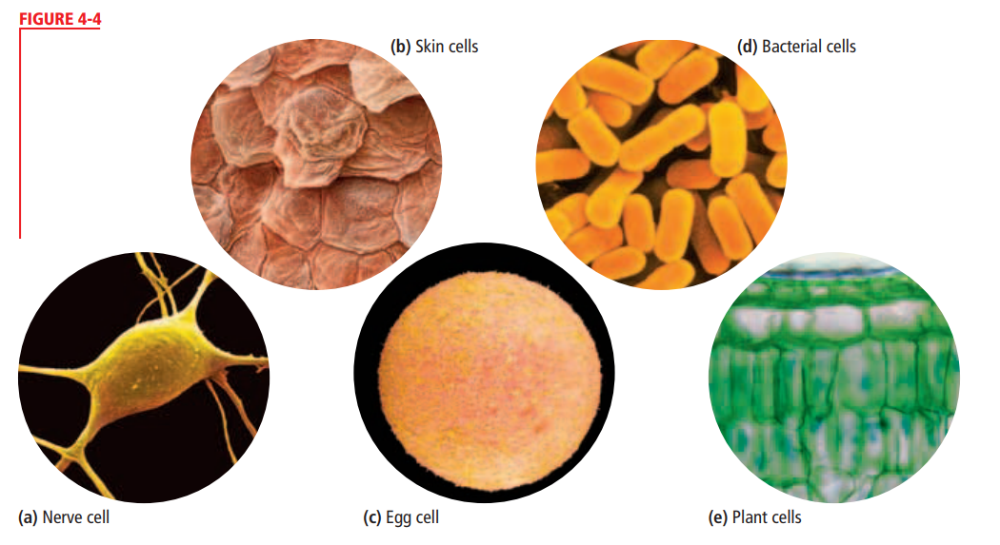 FIGURE 4-4
(b) Skin cells
(d) Bacterial cells
(a) Nerve cell
(c) Egg cell
(e) Plant cells